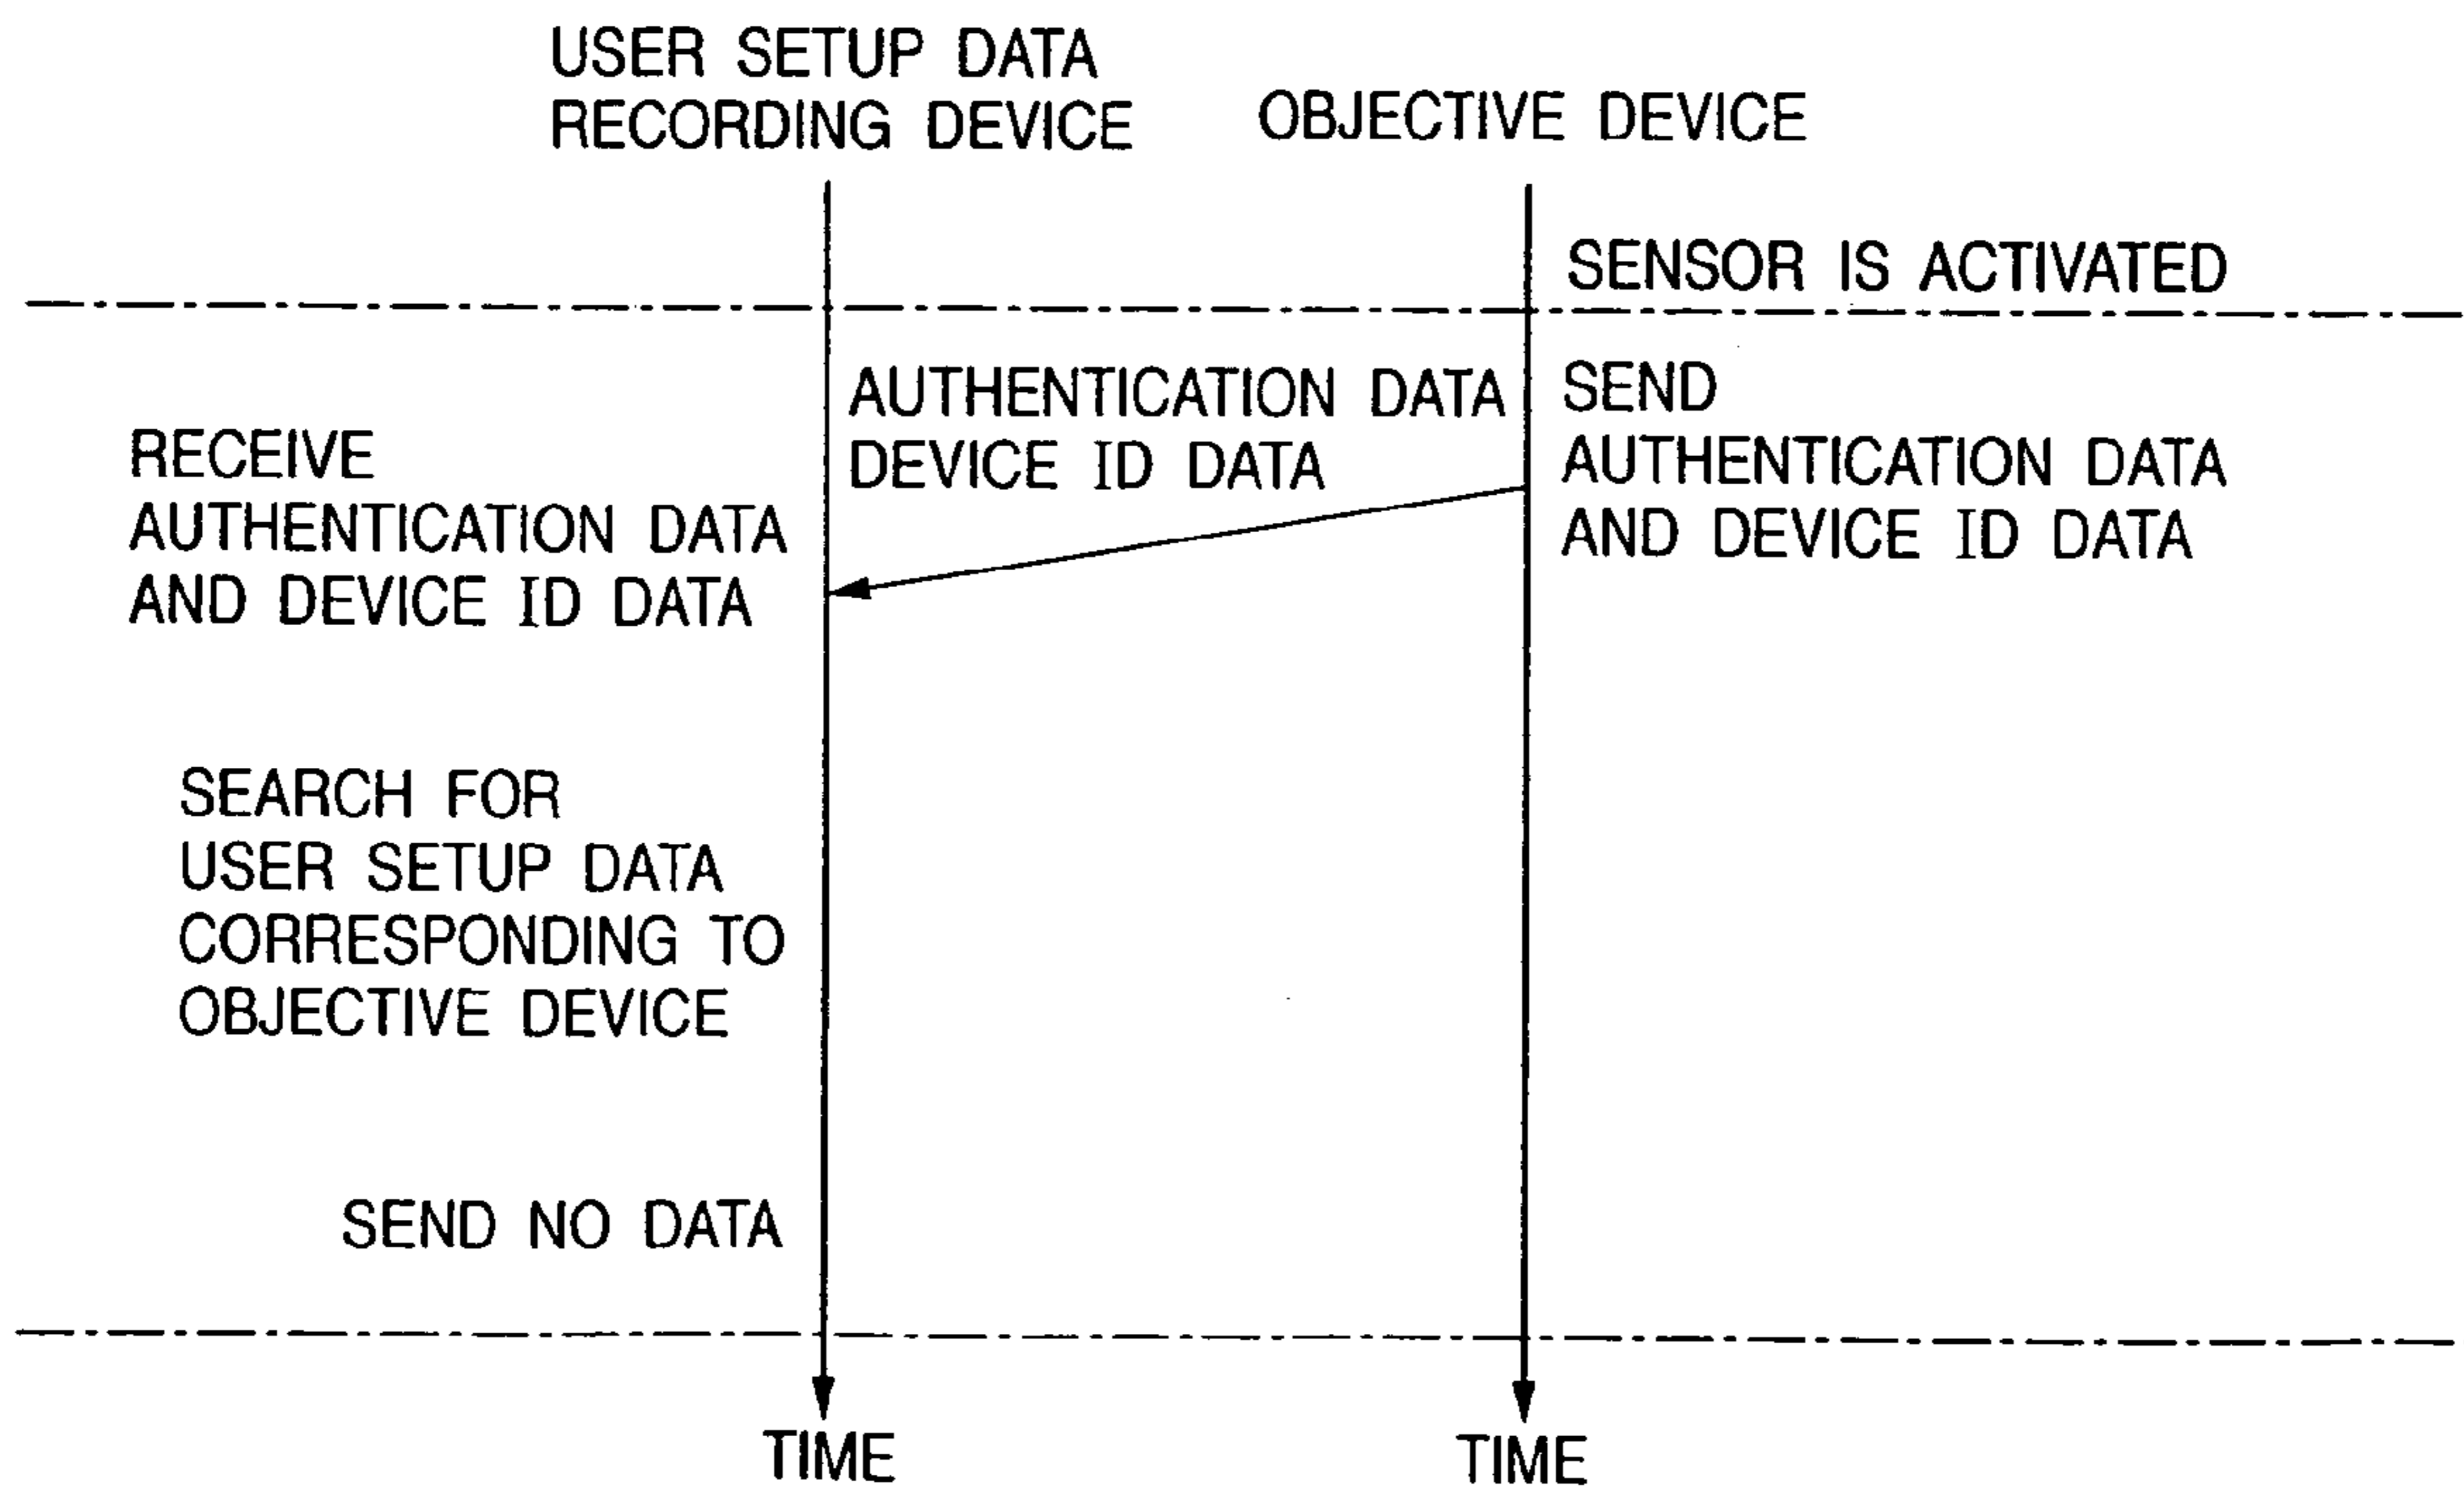 USER SETUP DATA
RECORDING DEVICE
OBJECTIVE DEVICE
SENSOR IS ACTIVATED
AUTHENTICATION DATA
DEVICE ID DATA
SEND
AUTHENTICATION DATA
AND DEVICE ID DATA
RECEIVE
AUTHENTICATION DATA
AND DEVICE ID DATA
SEARCH FOR
USER SETUP DATA
CORRESPONDING TO
OBJECTIVE DEVICE
SEND NO DATA
TIME
TIME